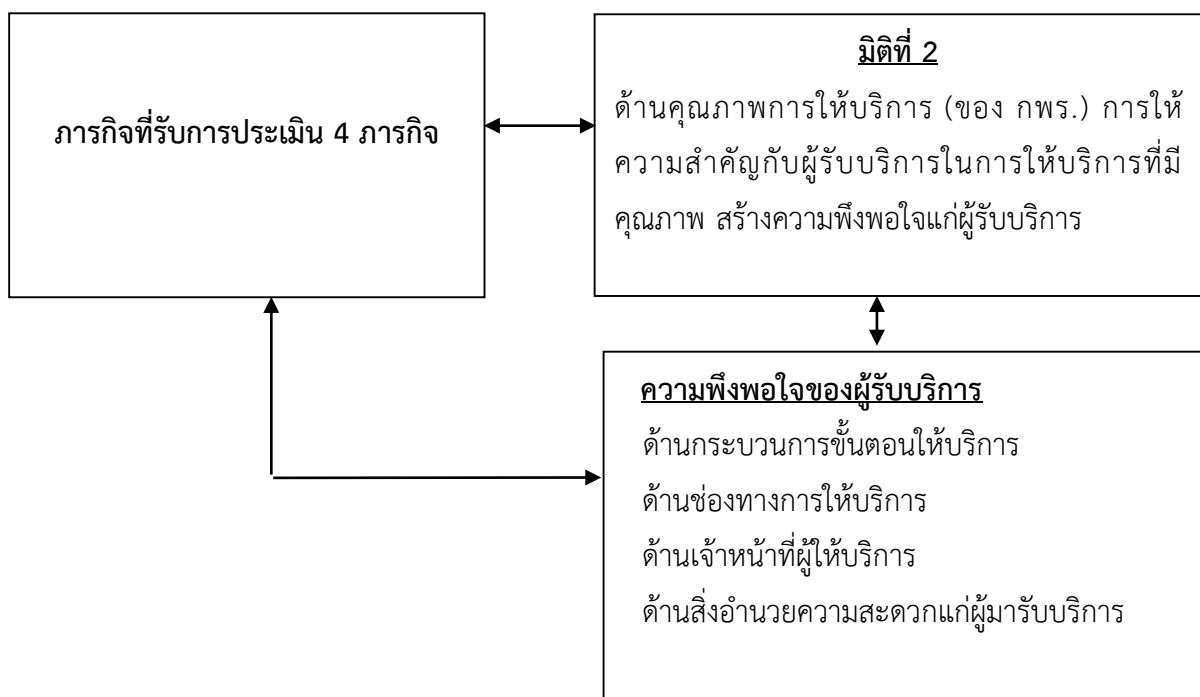 ภารกิจที่รับการประเมิน 4 ภารกิจ
มิติที่ 2
ด้านคุณภาพการให้บริการ (ของ กพร.) การให้
ความสำคัญกับผู้รับบริการในการให้บริการที่มี
คุณภาพ สร้างความพึงพอใจแก่ผู้รับบริการ
ความพึงพอใจของผู้รับบริการ
ด้านกระบวนการขั้นตอนให้บริการ
ด้านช่องทางการให้บริการ
ด้านเจ้าหน้าที่ผู้ให้บริการ
ด้านสิ่งอำนวยความสะดวกแก่ผู้มารับบริการ